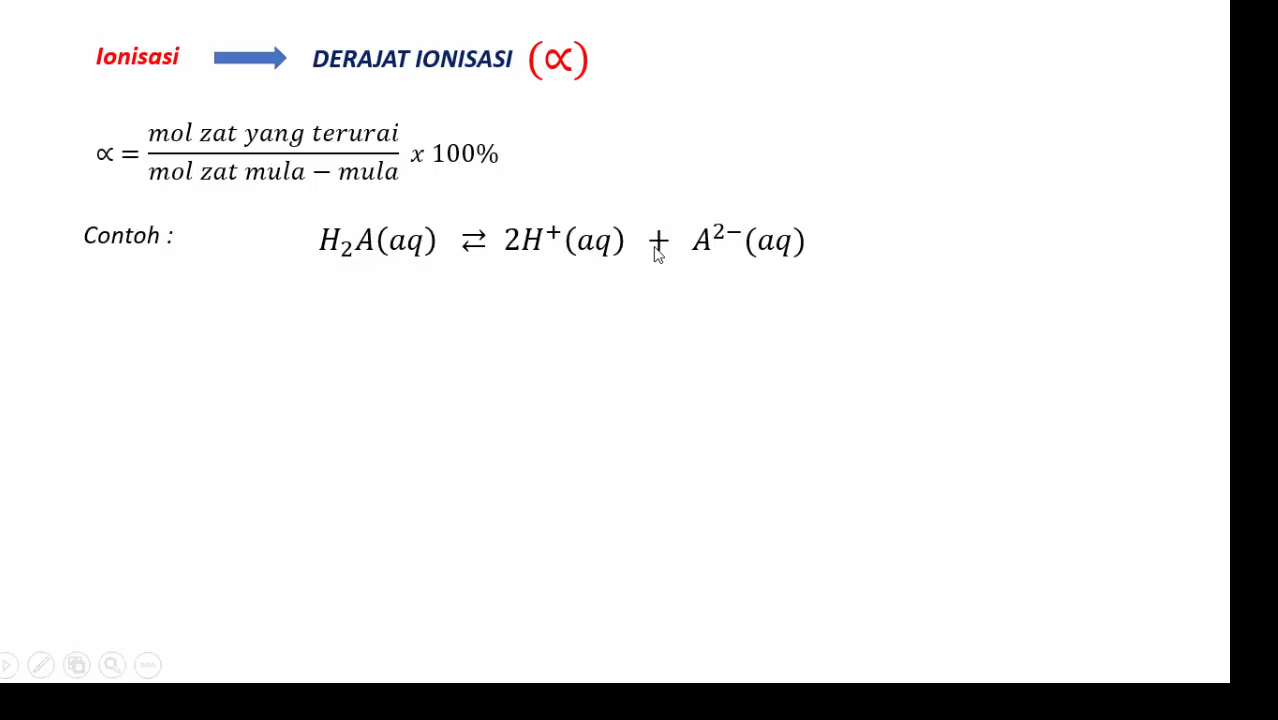 Ionisasi DERAJAT IONISASI (∝)
∝ = mol zat yang terurai / mol zat mula − mula x 100%
Contoh : H₂A(aq) ⇄ 2H⁺(aq) + A²⁻(aq)